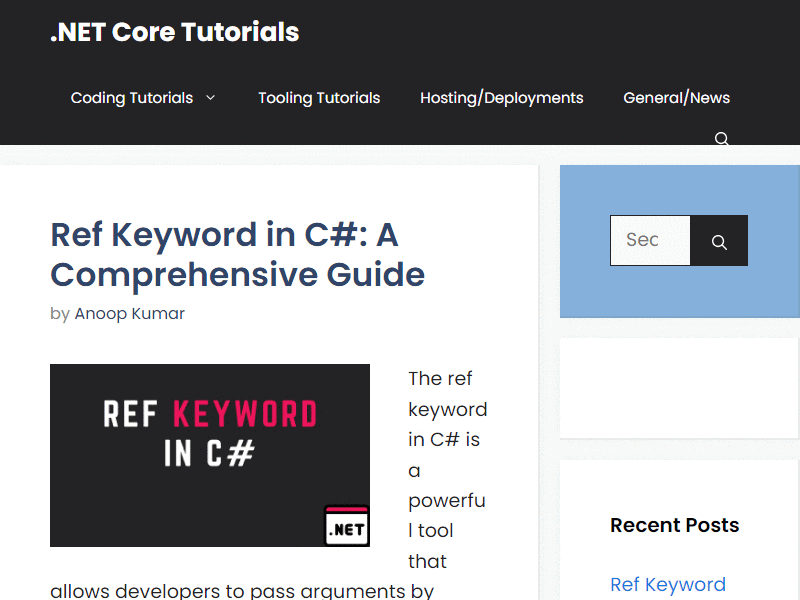 .NET Core Tutorials
Coding Tutorials
Tooling Tutorials
Hosting/Deployments
General/News
Ref Keyword in C#: A
Comprehensive Guide
by Anoop Kumar
REF KEYWORD
IN C#
.NET
The ref
keyword
in C# is
a
powerfu
l tool
that
allows developers to pass arguments by
Sec
Recent Posts
Ref Keyword